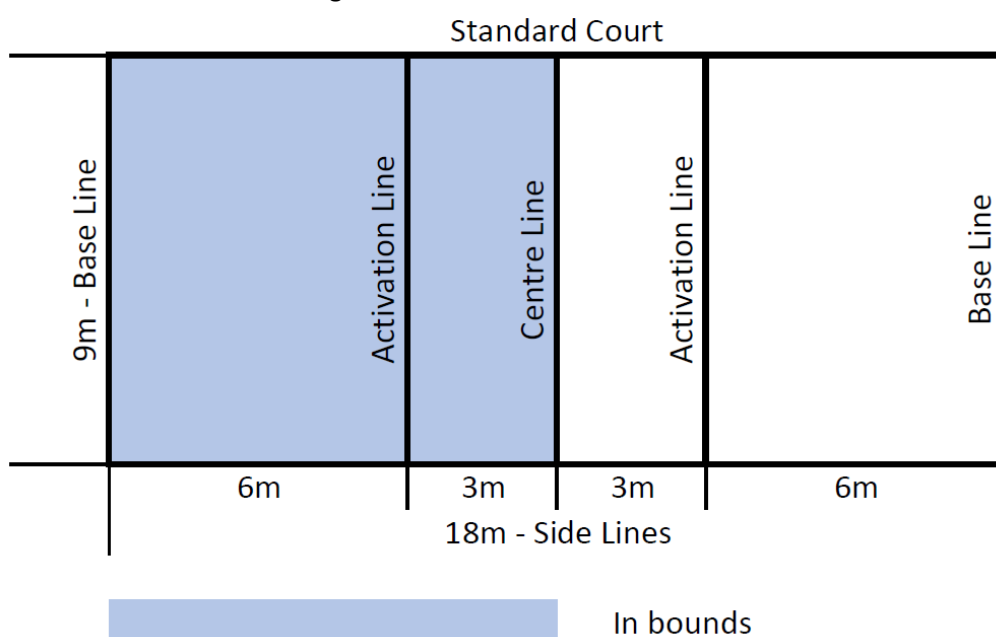 Standard Court
9m - Base Line
Activation Line
Centre Line
Activation Line
Base Line
6m
3m
3m
6m
18m - Side Lines
In bounds